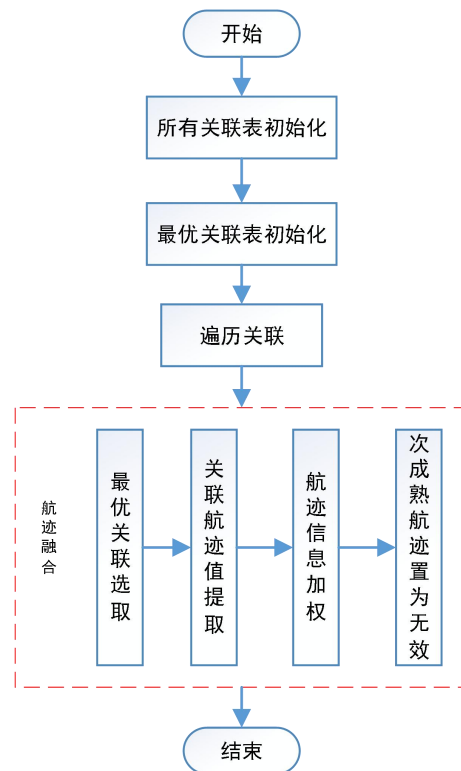 开始
所有关联表初始化
最优关联表初始化
遍历关联
航迹融合
最优关联选取
关联航迹值提取
航迹信息加权
次成熟航迹置为无效
结束